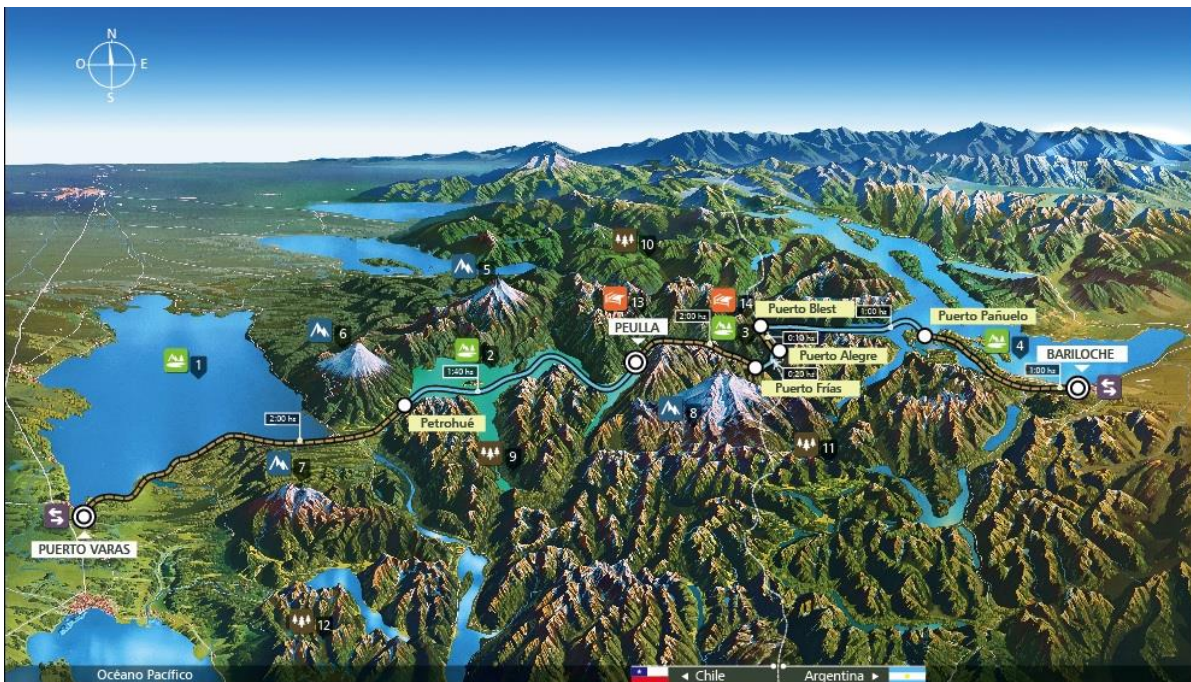 N
O E
S
10
5
13
14
2:00 hs
3
Puerto Blest
1:00 hs
Puerto Pañuelo
6
PEULLA
0:10 hs
4
1
2
Puerto Alegre
BARILOCHE
1:40 hs
0:20 hs
1:00 hs
Puerto Frías
8
Petrohué
2:00 hs
11
9
7
PUERTO VARAS
12
Océano Pacífico
Chile
Argentina